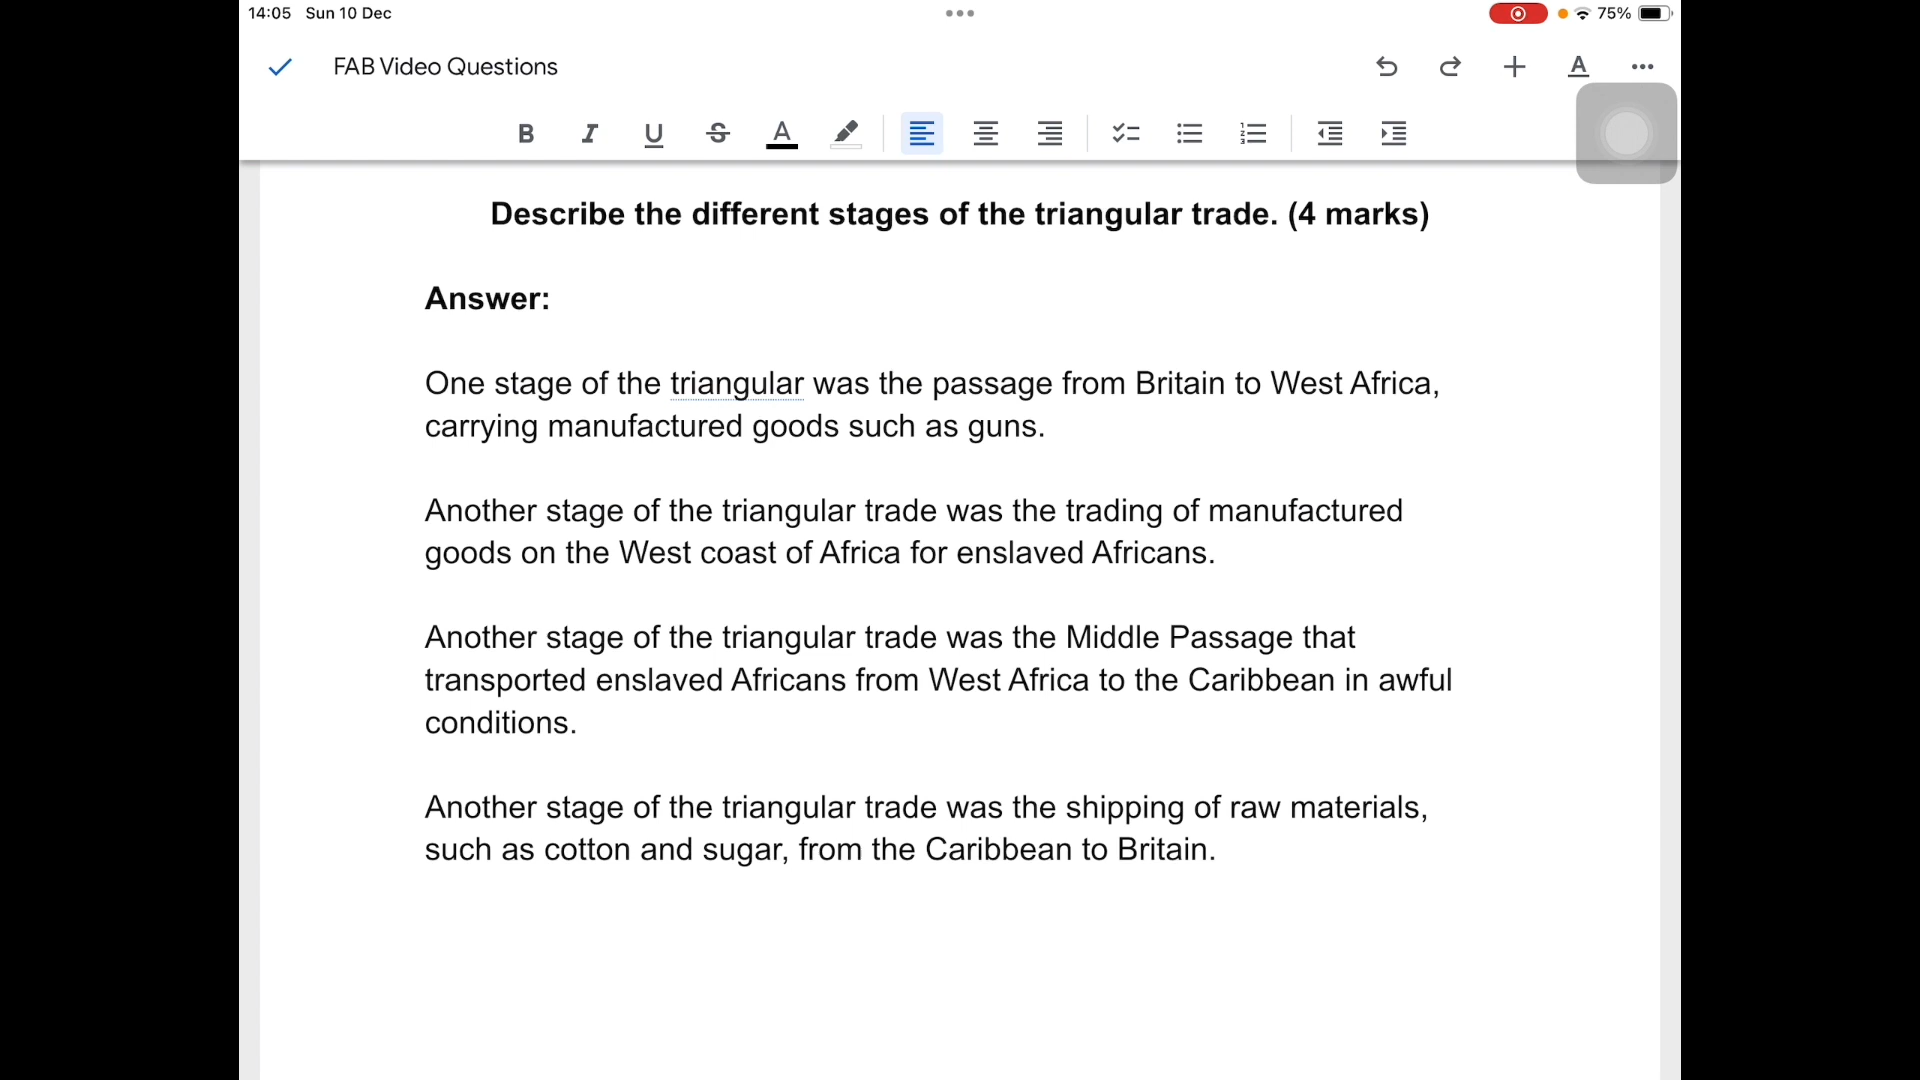 14:05 Sun 10 Dec
75%
FAB Video Questions
Describe the different stages of the triangular trade. (4 marks)
Answer:
One stage of the triangular was the passage from Britain to West Africa,
carrying manufactured goods such as guns.
Another stage of the triangular trade was the trading of manufactured
goods on the West coast of Africa for enslaved Africans.
Another stage of the triangular trade was the Middle Passage that
transported enslaved Africans from West Africa to the Caribbean in awful
conditions.
Another stage of the triangular trade was the shipping of raw materials,
such as cotton and sugar, from the Caribbean to Britain.